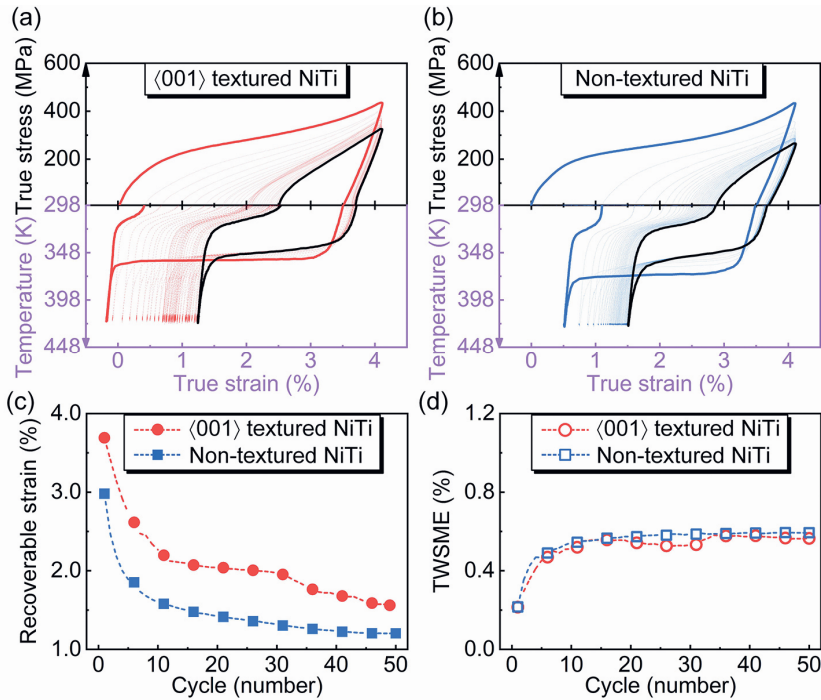 (a)
True stress (MPa)
600
400
200
298
348
398
448
Temperature (K)
⟨001⟩ textured NiTi
0 1 2 3 4
True strain (%)
(b)
True stress (MPa)
600
400
200
298
348
398
448
Temperature (K)
Non-textured NiTi
0 1 2 3 4
True strain (%)
(c)
Recoverable strain (%)
4.0
3.0
2.0
1.0
⟨001⟩ textured NiTi
Non-textured NiTi
0 10 20 30 40 50
Cycle (number)
(d)
TWSME (%)
1.2
0.8
0.4
0.0
⟨001⟩ textured NiTi
Non-textured NiTi
0 10 20 30 40 50
Cycle (number)